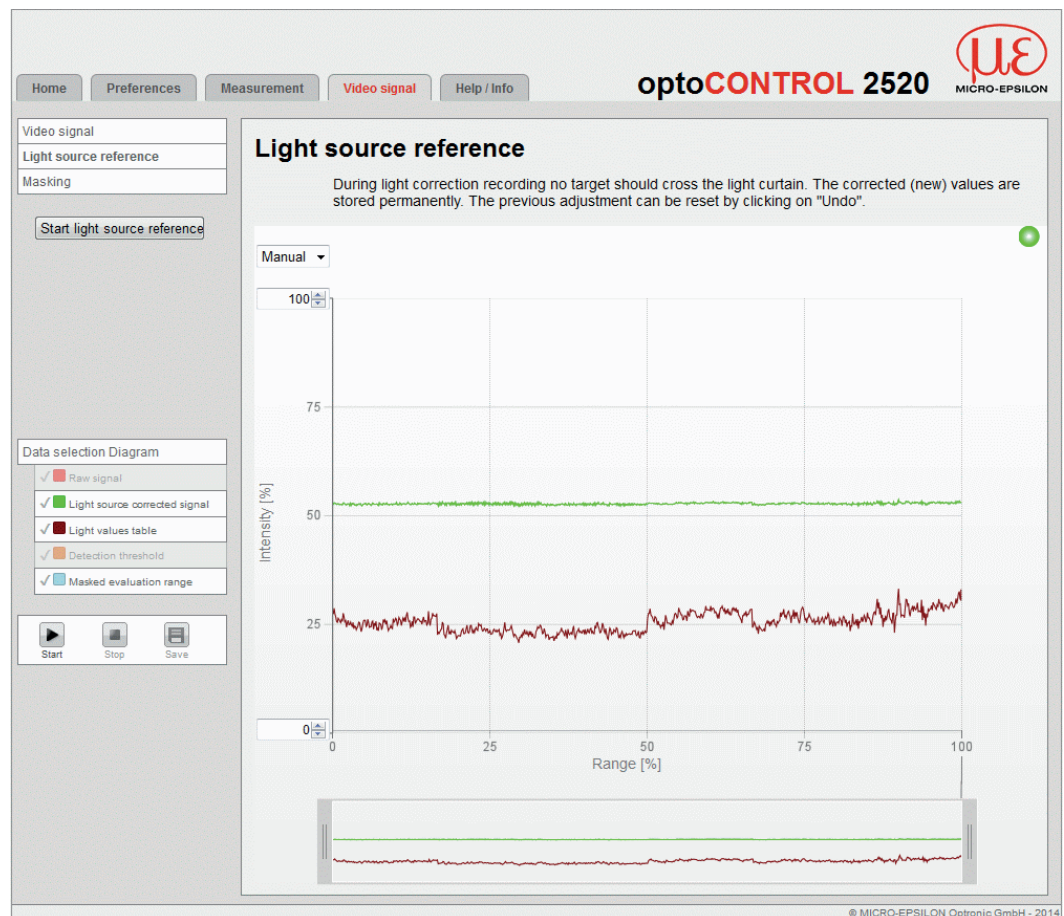 Home Preferences Measurement Video signal Help / Info
optoCONTROL 2520
με
MICRO-EPSILON
Video signal
Light source reference
Masking
Start light source reference
Light source reference
During light correction recording no target should cross the light curtain. The corrected (new) values are
stored permanently. The previous adjustment can be reset by clicking on "Undo".
Manual
100
75
50
25
0
Intensity [%]
0 25 50 75 100
Range [%]
Data selection Diagram
Raw signal
Light source corrected signal
Light values table
Detection threshold
Masked evaluation range
Start Stop Save
© MICRO-EPSILON Optronic GmbH - 2014